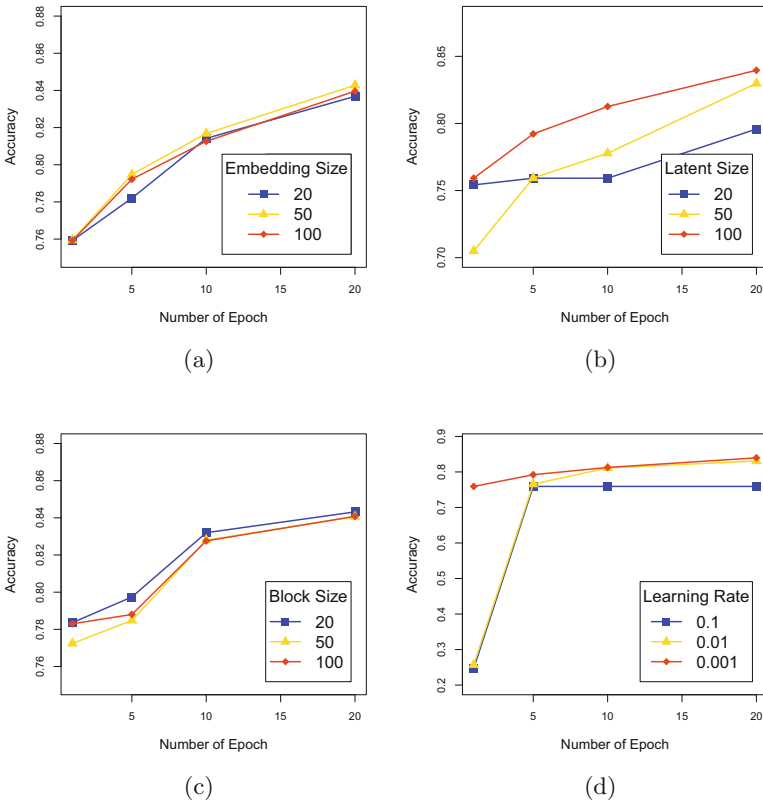 0.88
0.86
0.84
0.82
0.80
0.78
0.76
Accuracy
Embedding Size
20
50
100
5 10 15 20
Number of Epoch
(a)
0.85
0.80
0.75
0.70
Accuracy
Latent Size
20
50
100
5 10 15 20
Number of Epoch
(b)
0.88
0.86
0.84
0.82
0.80
0.78
0.76
Accuracy
Block Size
20
50
100
5 10 15 20
Number of Epoch
(c)
0.9
0.8
0.7
0.6
0.5
0.4
0.3
0.2
Accuracy
Learning Rate
0.1
0.01
0.001
5 10 15 20
Number of Epoch
(d)